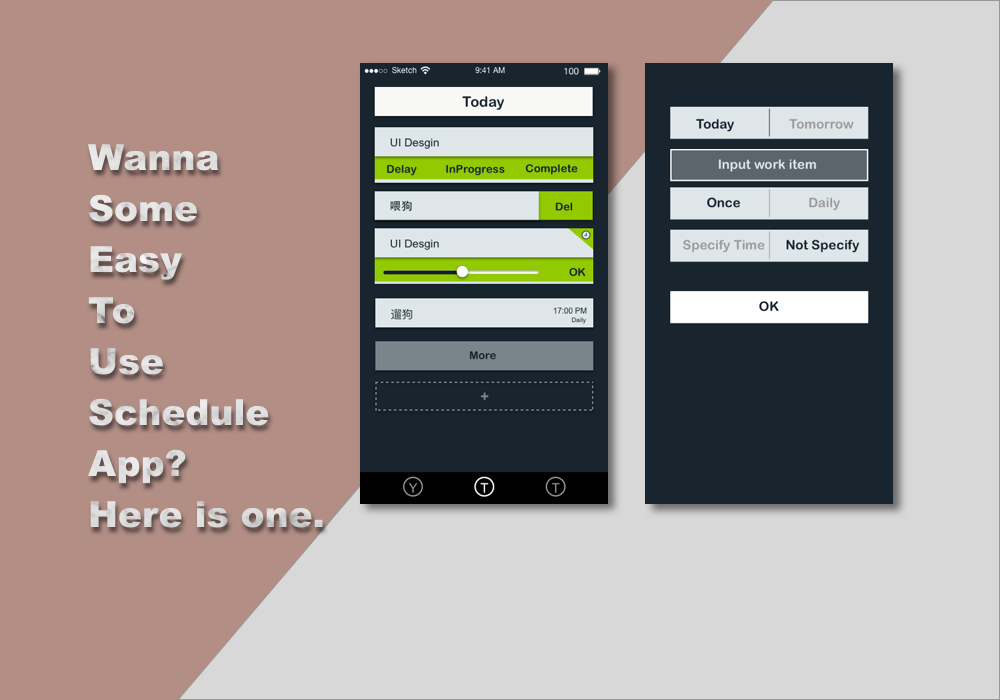 Wanna
Some
Easy
To
Use
Schedule
App?
Here is one.
Sketch 9:41 AM 100
Today
UI Desgin
Delay InProgress Complete
喂狗 Del
UI Desgin
OK
遛狗 17:00 PM
Daily
More
+
Y T T
Today Tomorrow
Input work item
Once Daily
Specify Time Not Specify
OK